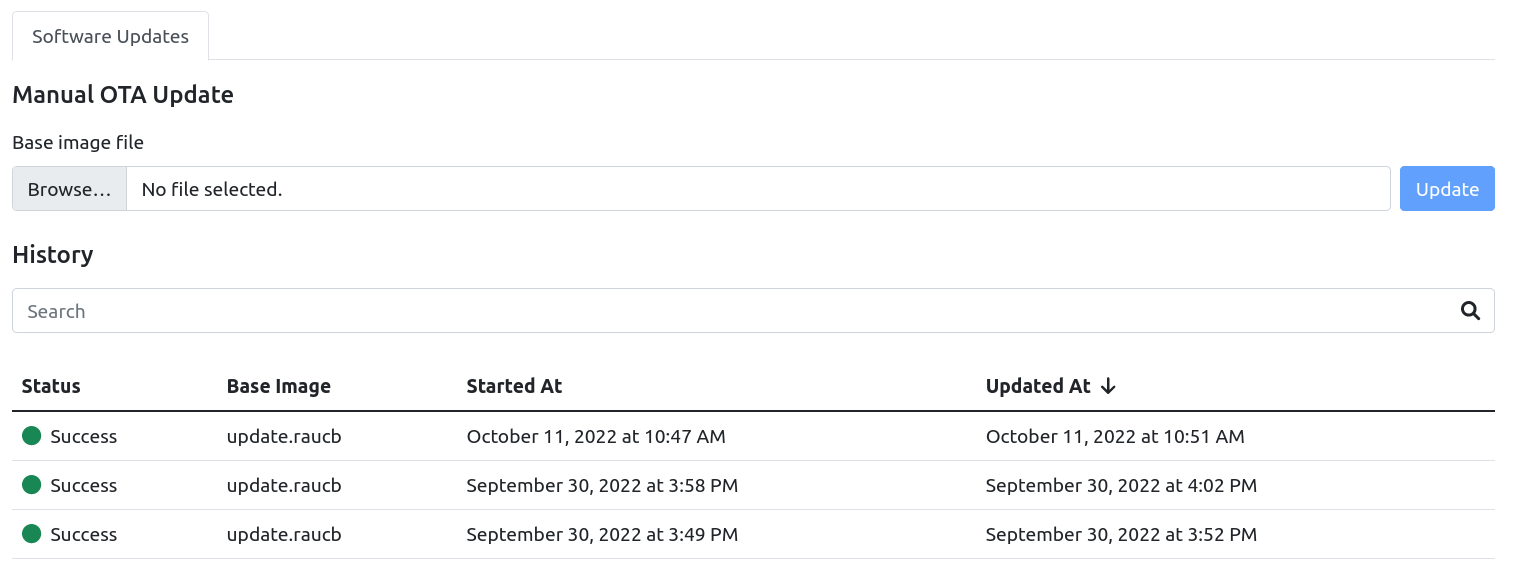 Software Updates
Manual OTA Update
Base image file
Browse… No file selected. Update
History
Search
Status Base Image Started At Updated At
Success update.raucb October 11, 2022 at 10:47 AM October 11, 2022 at 10:51 AM
Success update.raucb September 30, 2022 at 3:58 PM September 30, 2022 at 4:02 PM
Success update.raucb September 30, 2022 at 3:49 PM September 30, 2022 at 3:52 PM